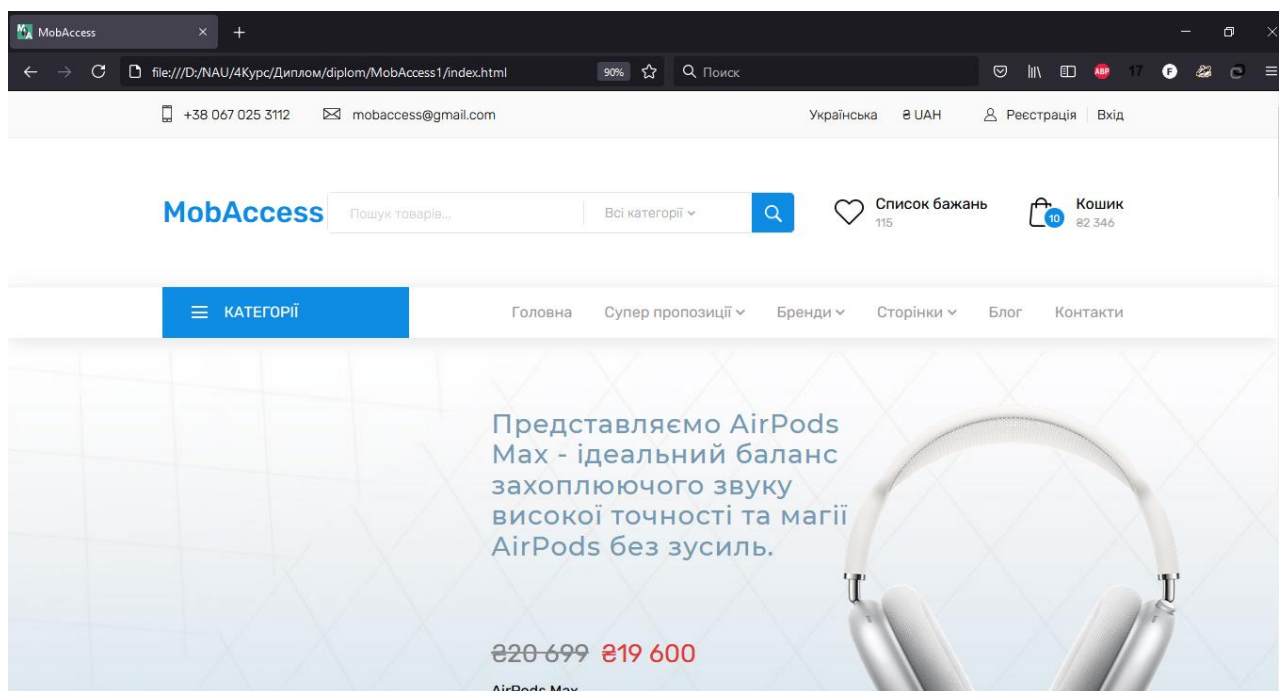 MobAccess
file:///D:/NAU/4Курс/Диплом/diplom/MobAccess1/index.html 90% Поиск ABP 17 F
+38 067 025 3112 mobaccess@gmail.com Українська ₴ UAH Реєстрація Вхід
MobAccess Пошук товарів... Всі категорії Список бажань 115 10 Кошик ₴2 346
КАТЕГОРІЇ Головна Супер пропозиції Бренди Сторінки Блог Контакти
Представляємо AirPods
Max - ідеальний баланс
захоплюючого звуку
високої точності та магії
AirPods без зусиль.
₴20 699 ₴19 600
AirPods Max